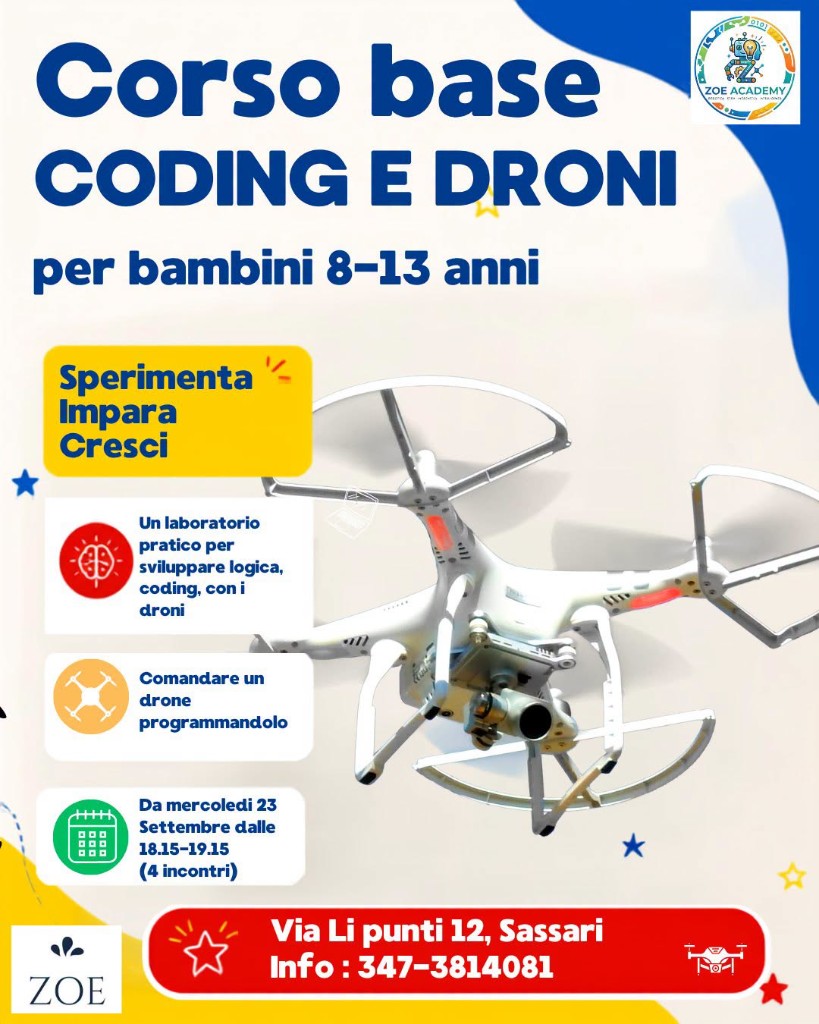 Corso base
CODING E DRONI
per bambini 8-13 anni
ZOE ACADEMY
Sperimenta
Impara
Cresci
Un laboratorio
pratico per
sviluppare logica,
coding, con i
droni
Comandare un
drone
programmandolo
Da mercoledi 23
Settembre dalle
18.15-19.15
(4 incontri)
Via Li punti 12, Sassari
Info : 347-3814081
ZOE